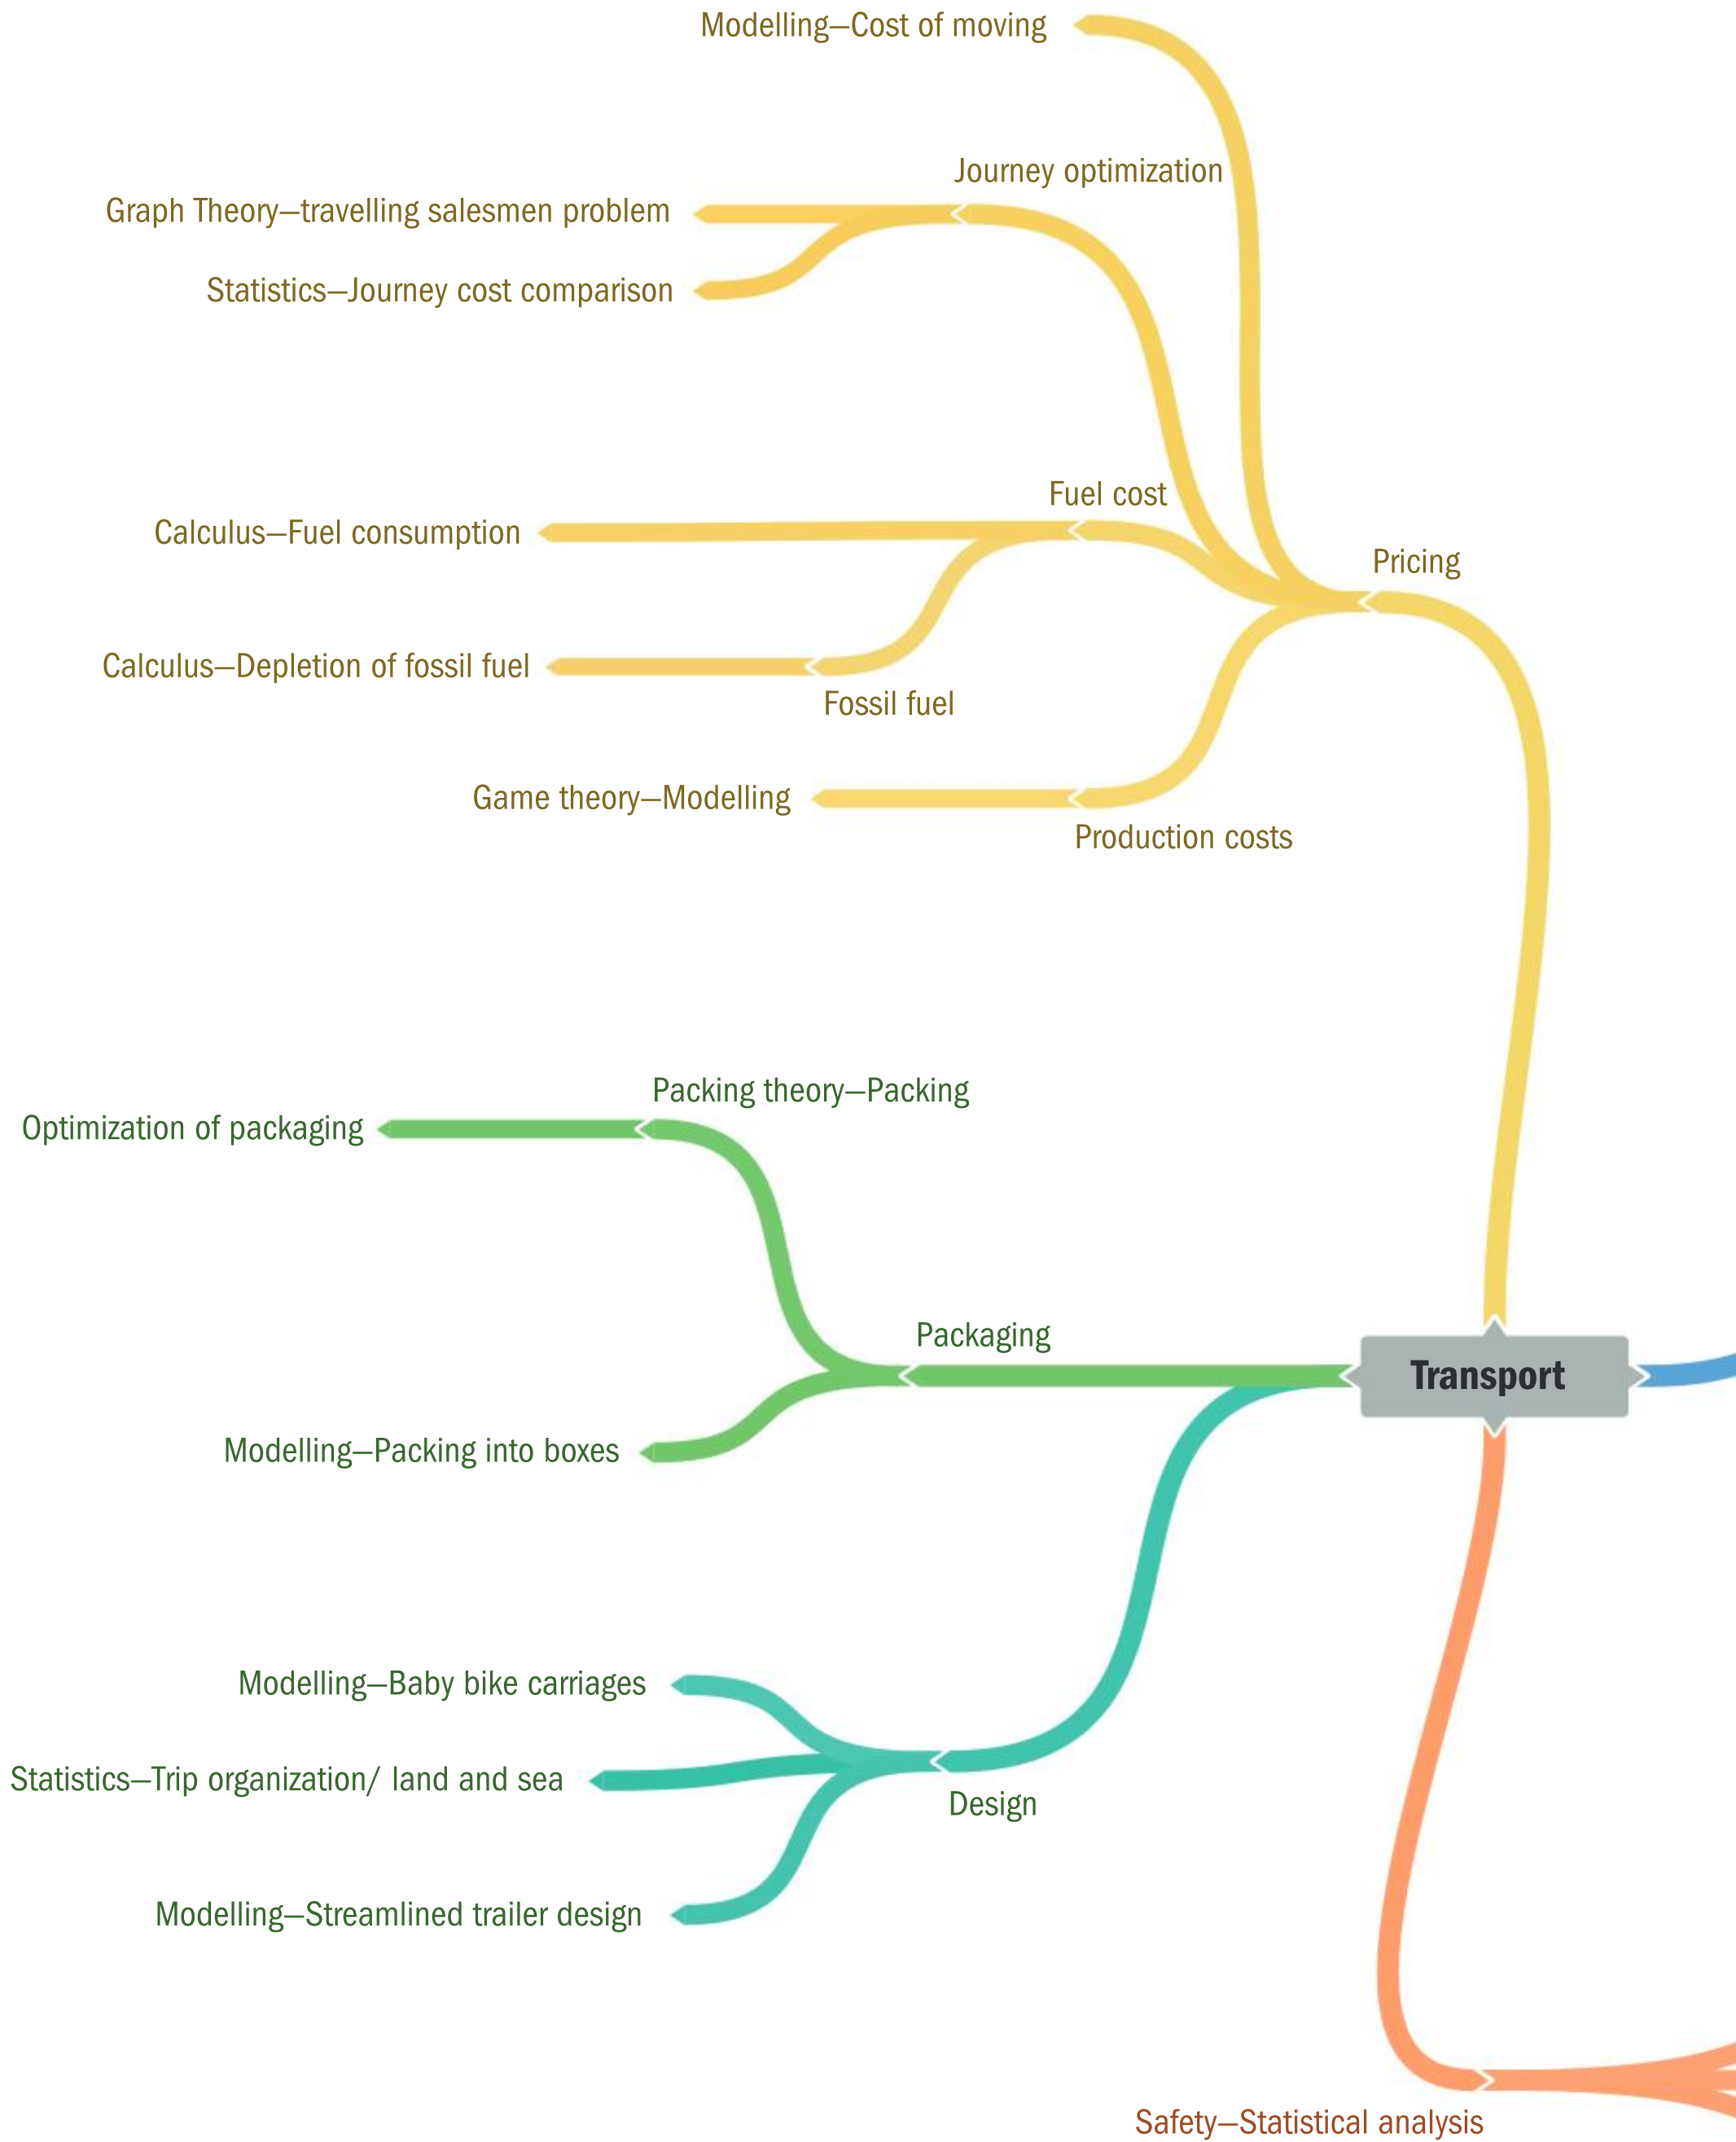 Modelling—Cost of moving
Journey optimization
Graph Theory—travelling salesmen problem
Statistics—Journey cost comparison
Fuel cost
Calculus—Fuel consumption
Pricing
Calculus—Depletion of fossil fuel
Fossil fuel
Game theory—Modelling
Production costs
Packing theory—Packing
Optimization of packaging
Packaging
Transport
Modelling—Packing into boxes
Modelling—Baby bike carriages
Statistics—Trip organization/ land and sea
Design
Modelling—Streamlined trailer design
Safety—Statistical analysis